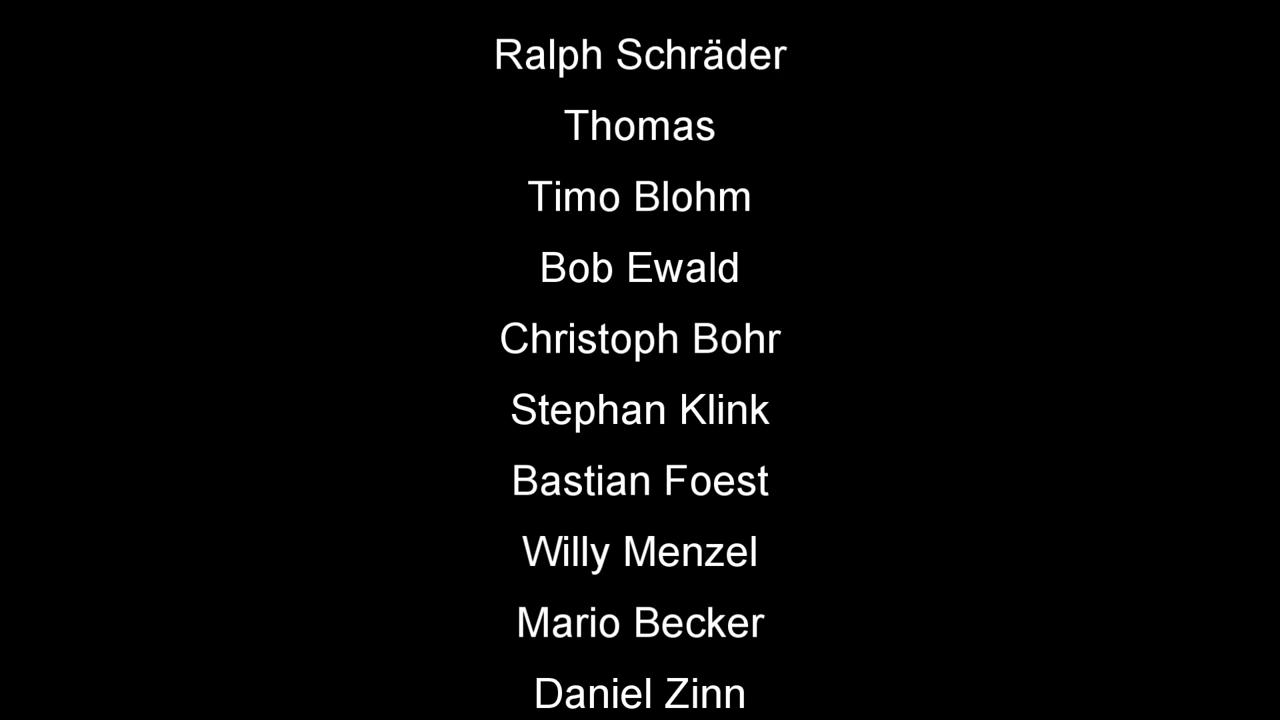 Ralph Schräder
Thomas
Timo Blohm
Bob Ewald
Christoph Bohr
Stephan Klink
Bastian Foest
Willy Menzel
Mario Becker
Daniel Zinn